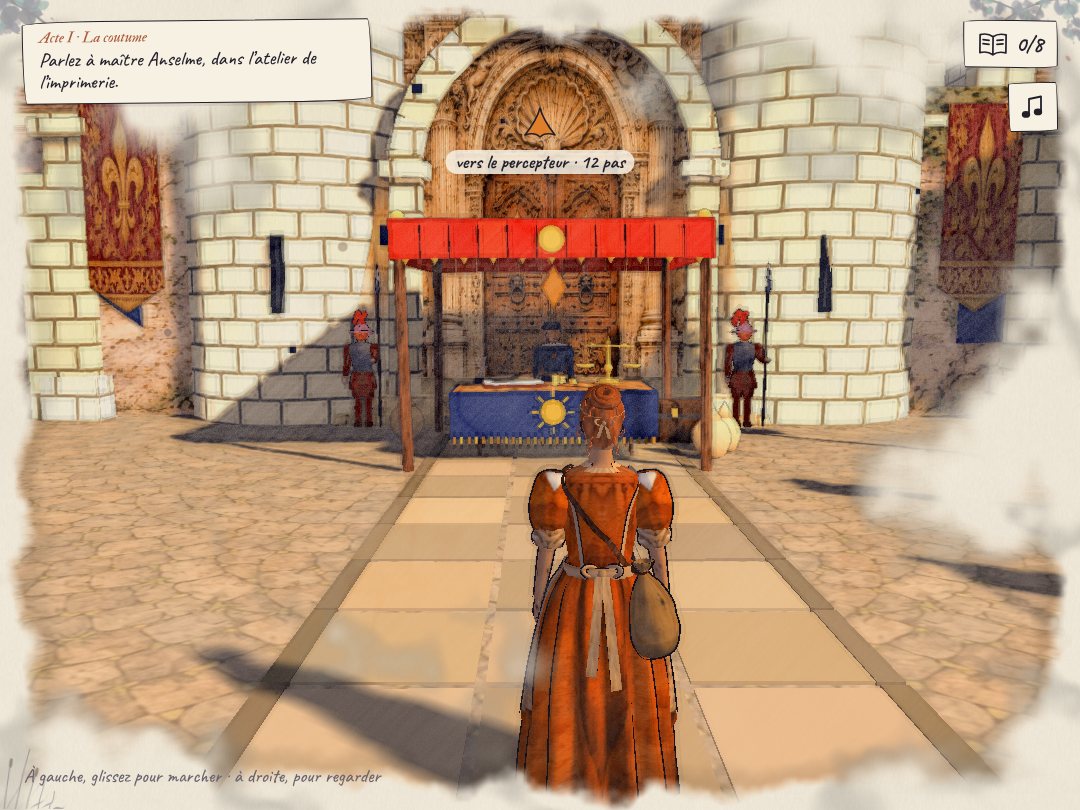 Acte I · La coutume
Parlez à maître Anselme, dans l'atelier de
l'imprimerie.
0/8
vers le percepteur · 12 pas
À gauche, glissez pour marcher · à droite, pour regarder